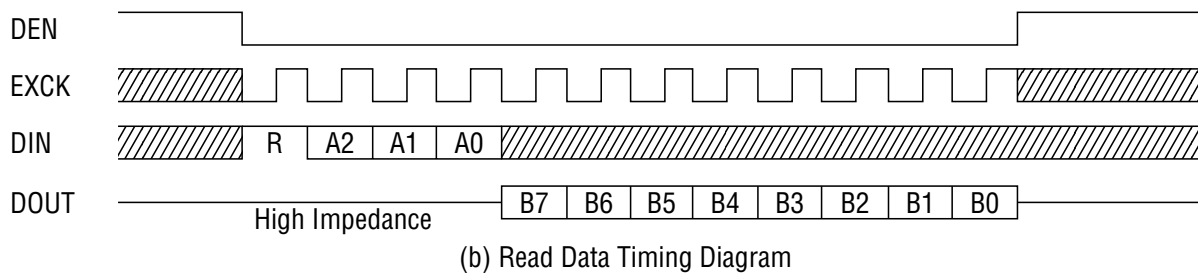 DEN
EXCK
DIN R A2 A1 A0
DOUT B7 B6 B5 B4 B3 B2 B1 B0
High Impedance
(b) Read Data Timing Diagram